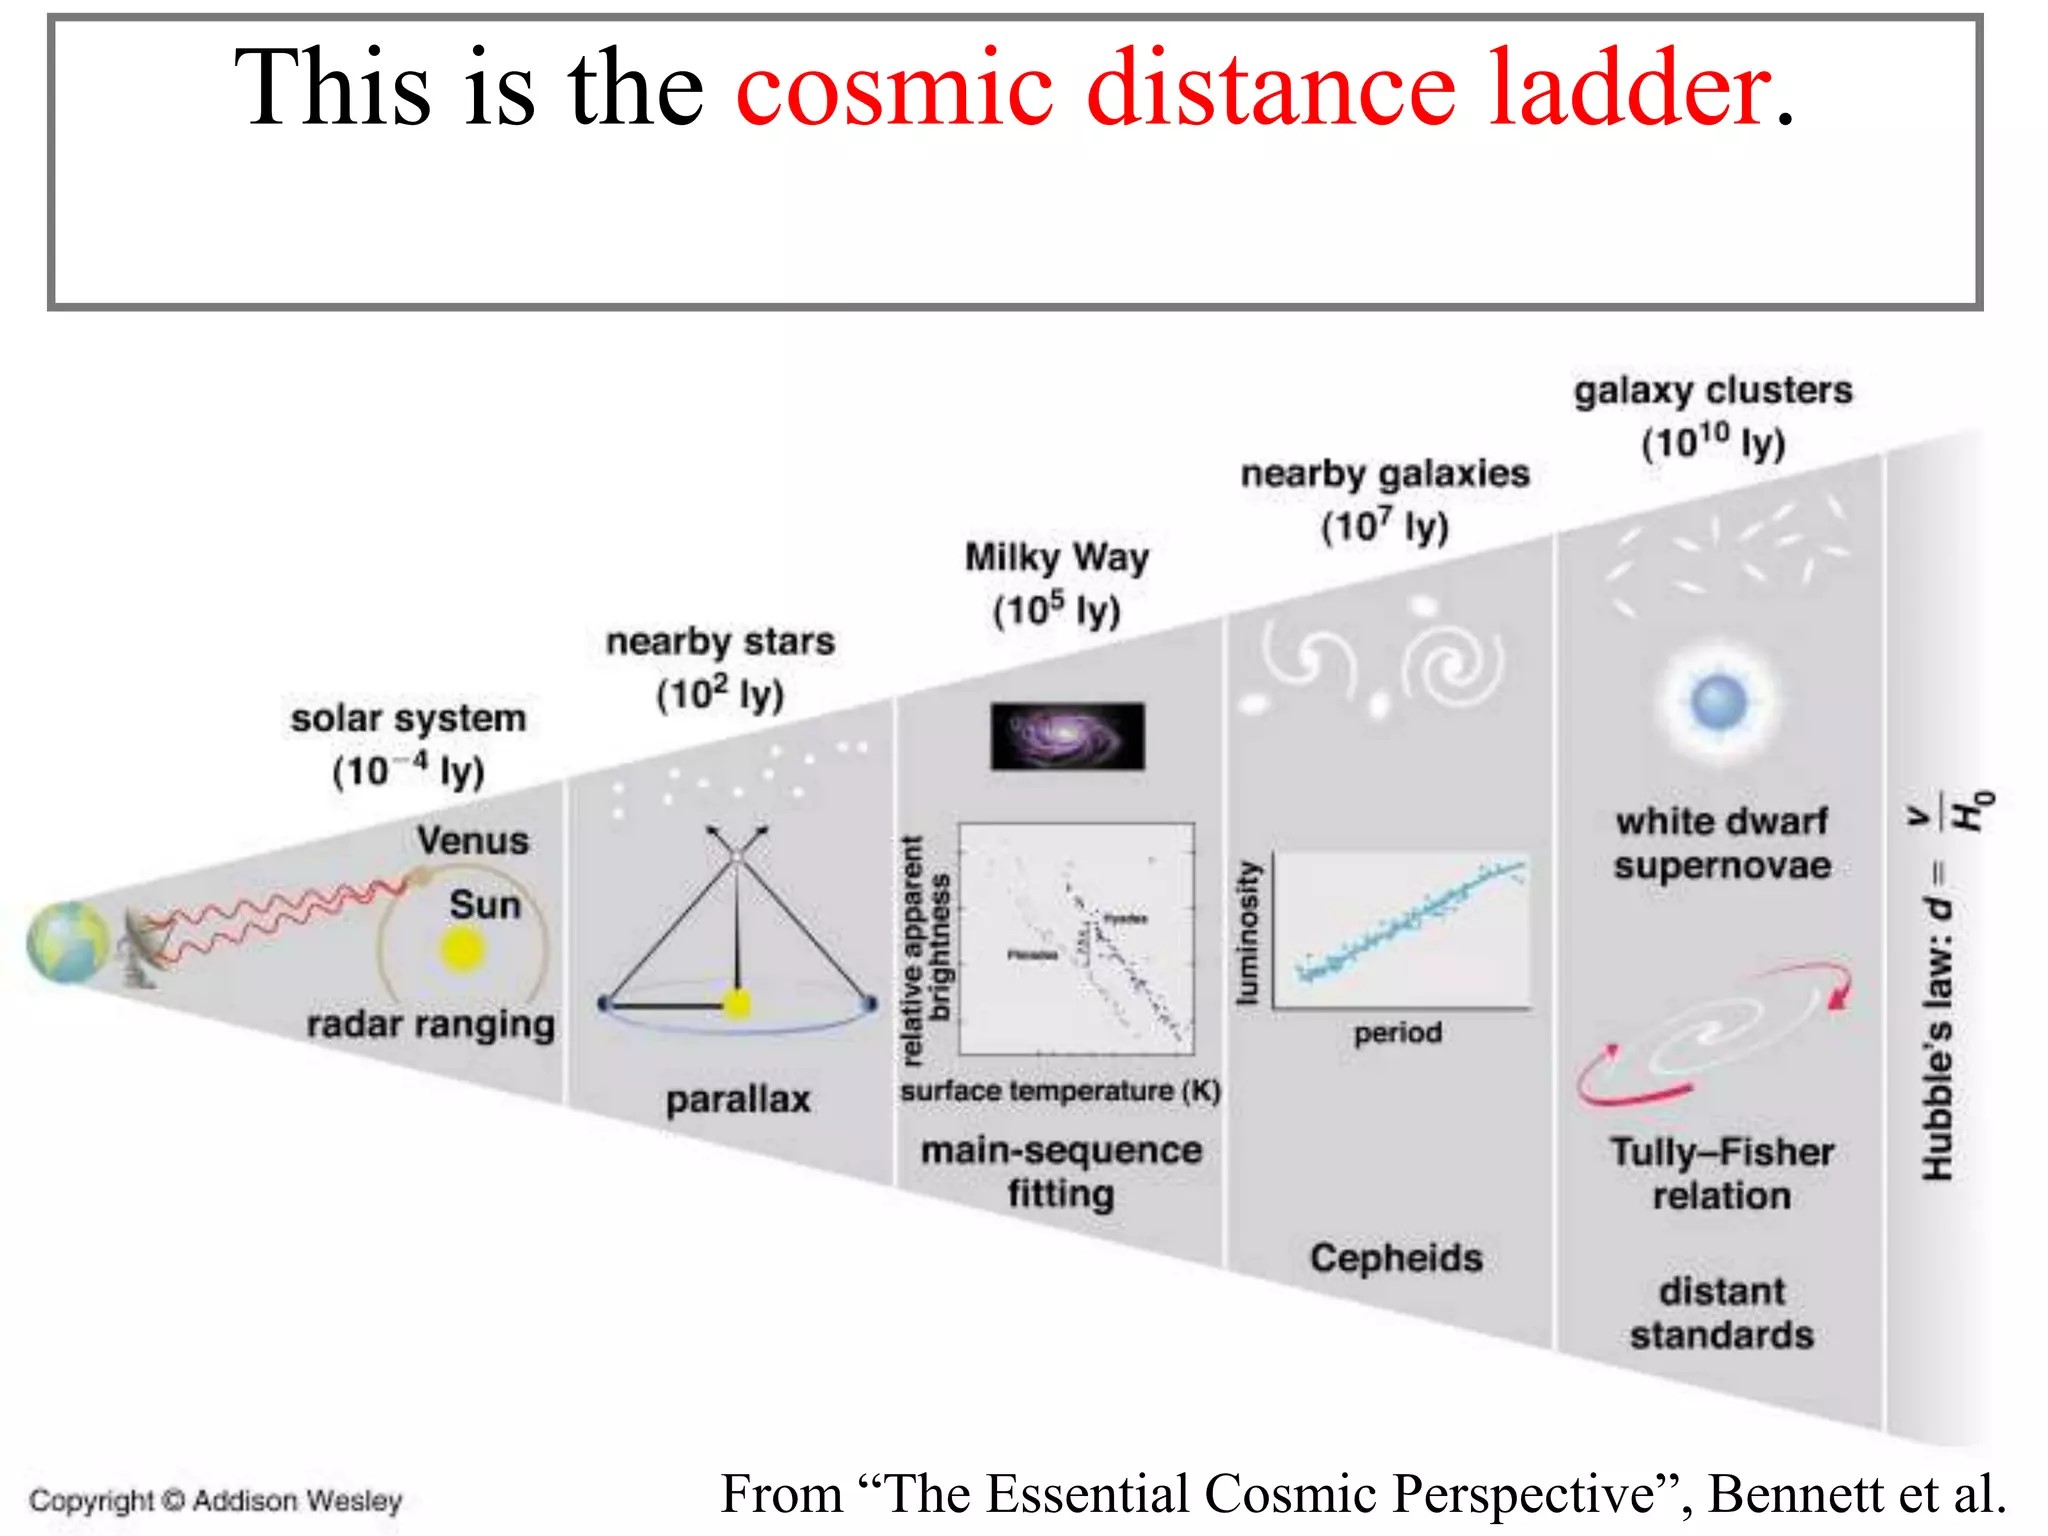 This is the cosmic distance ladder.
galaxy clusters
(10¹⁰ ly)
nearby galaxies
(10⁷ ly)
Milky Way
(10⁵ ly)
nearby stars
(10² ly)
solar system
(10⁻⁴ ly)
Venus
Sun
radar ranging
parallax
relative apparent
brightness
Hyades
Pleiades
surface temperature (K)
main-sequence
fitting
luminosity
period
Cepheids
white dwarf
supernovae
Tully–Fisher
relation
distant
standards
Hubble's law: d = v/H₀
Copyright © Addison Wesley
From “The Essential Cosmic Perspective”, Bennett et al.